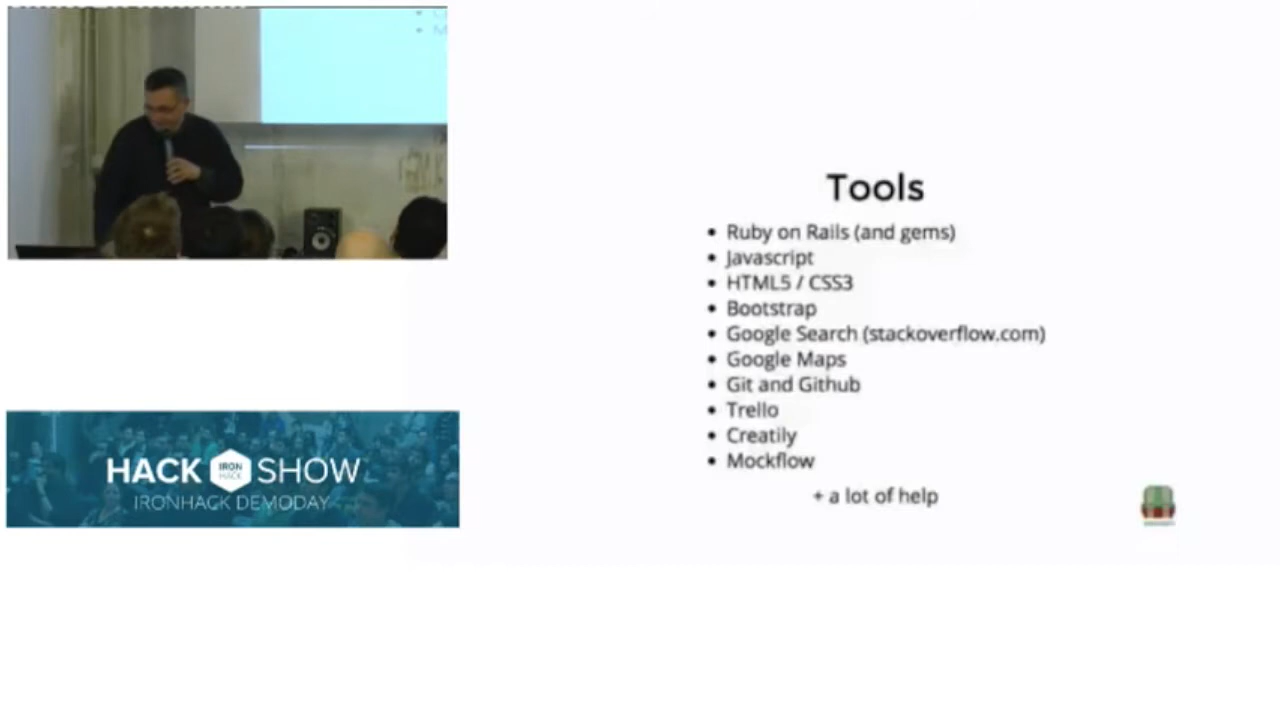 Tools
• Ruby on Rails (and gems)
• Javascript
• HTML5 / CSS3
• Bootstrap
• Google Search (stackoverflow.com)
• Google Maps
• Git and Github
• Trello
• Creatily
• Mockflow
+ a lot of help
HACK IRON HACK SHOW
IRONHACK DEMODAY